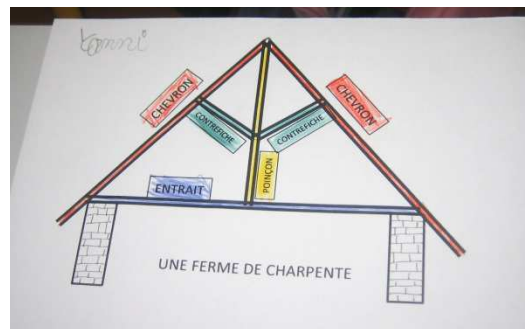 CHEVRON
CHEVRON
CONTREFICHE
CONTREFICHE
POINÇON
ENTRAIT
UNE FERME DE CHARPENTE